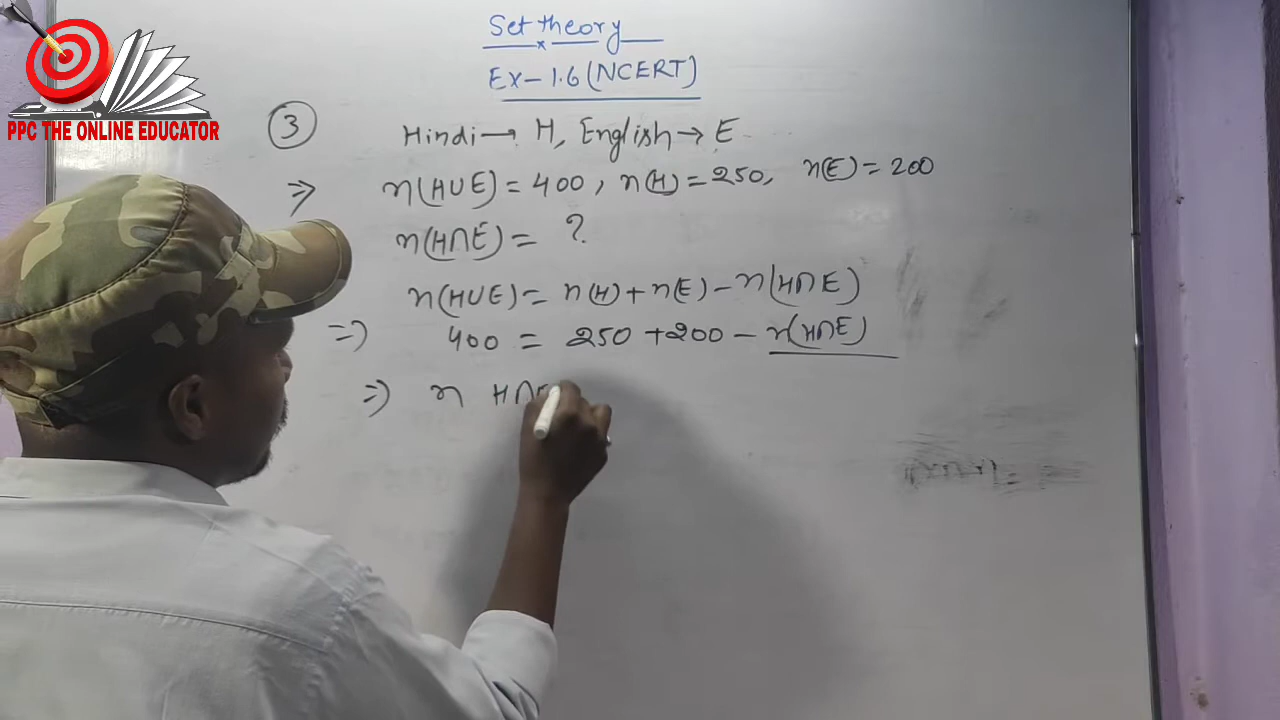 Set theory
Ex-1.6 (NCERT)
PPC THE ONLINE EDUCATOR
③ Hindi → H, English → E
⇒ n(H∪E) = 400, n(H) = 250, n(E) = 200
n(H∩E) = ?
n(H∪E) = n(H) + n(E) - n(H∩E)
⇒ 400 = 250 + 200 - n(H∩E)
⇒ n H∩